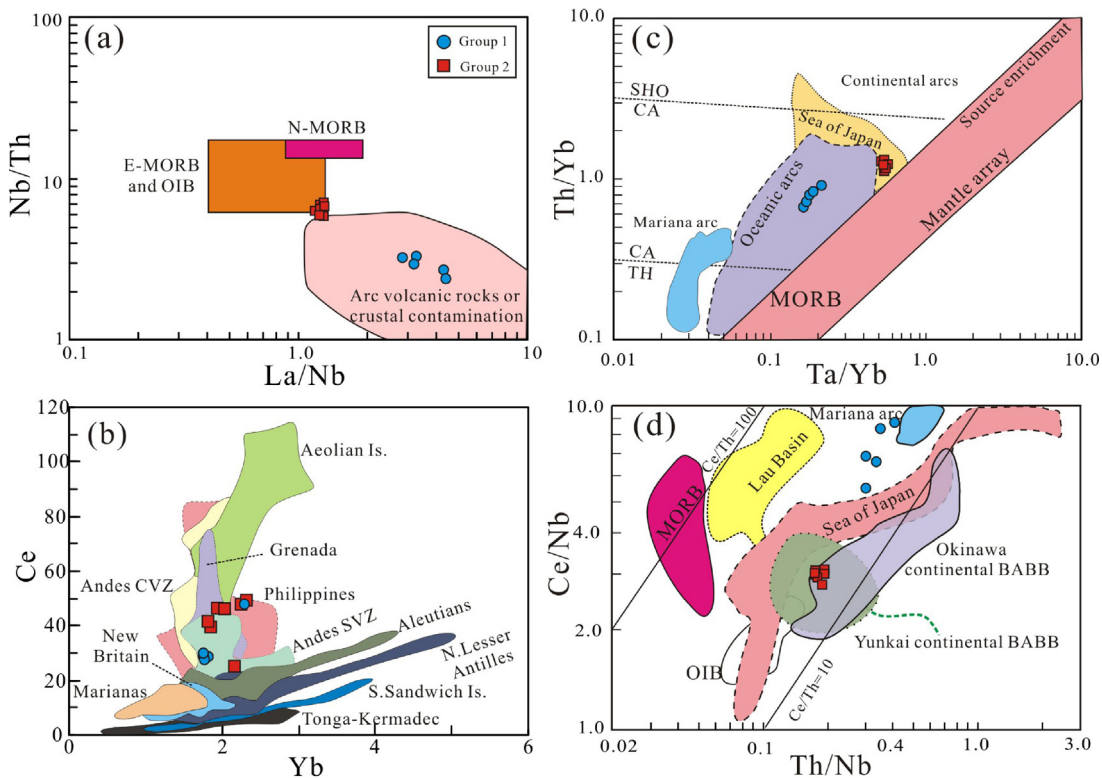 (a)
Group 1
Group 2
N-MORB
E-MORB
and OIB
Arc volcanic rocks or
crustal contamination
100
10
1
0.1
1.0
10
Nb/Th
La/Nb
(c)
Continental arcs
SHO
CA
Sea of Japan
Source enrichment
Oceanic arcs
Mantle array
Mariana arc
CA
TH
MORB
10.0
1.0
0.1
0.01
0.1
1.0
10.0
Th/Yb
Ta/Yb
(b)
Aeolian Is.
Grenada
Andes CVZ
Philippines
New
Britain
Andes SVZ
Aleutians
N.Lesser
Antilles
Marianas
S.Sandwich Is.
Tonga-Kermadec
120
100
80
60
40
20
0
0
2
4
6
Ce
Yb
(d)
Mariana arc
Ce/Th=100
Lau Basin
MORB
Sea of Japan
Okinawa
continental BABB
Yunkai continental BABB
OIB
Ce/Th=10
10.0
4.0
2.0
1.0
0.02
0.1
0.4
1.0
3.0
Ce/Nb
Th/Nb